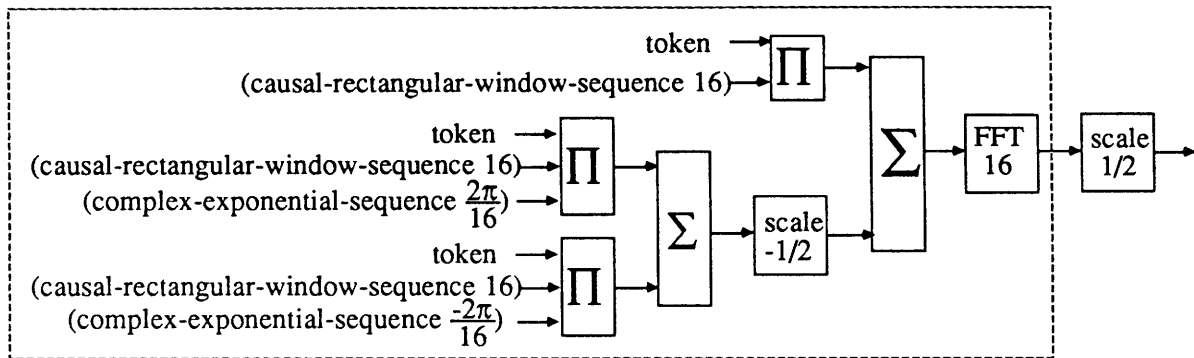 token
(causal-rectangular-window-sequence 16)
∏
token
(causal-rectangular-window-sequence 16)
(complex-exponential-sequence 2π/16)
∏
token
(causal-rectangular-window-sequence 16)
(complex-exponential-sequence -2π/16)
∏
Σ
scale
-1/2
Σ
FFT
16
scale
1/2